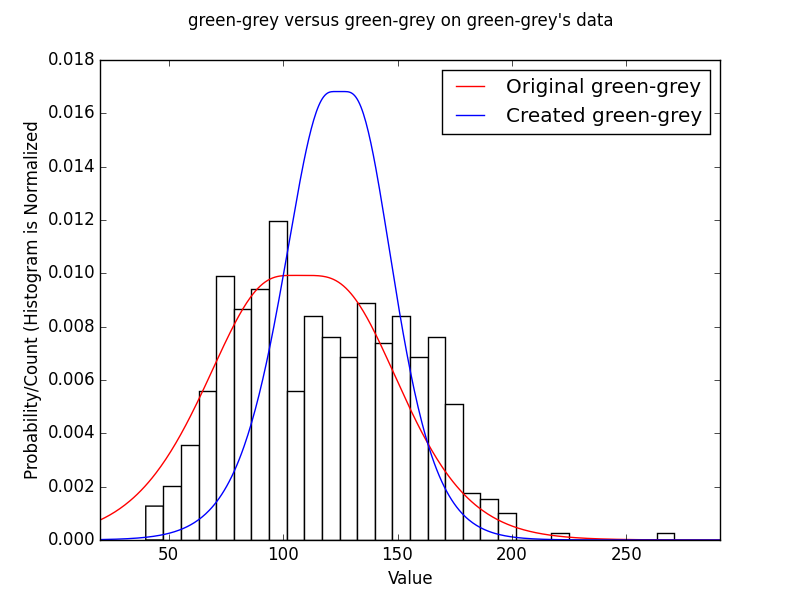 green-grey versus green-grey on green-grey's data
0.018
0.016
0.014
0.012
0.010
0.008
0.006
0.004
0.002
0.000
Probability/Count (Histogram is Normalized
Original green-grey
Created green-grey
50 100 150 200 250
Value